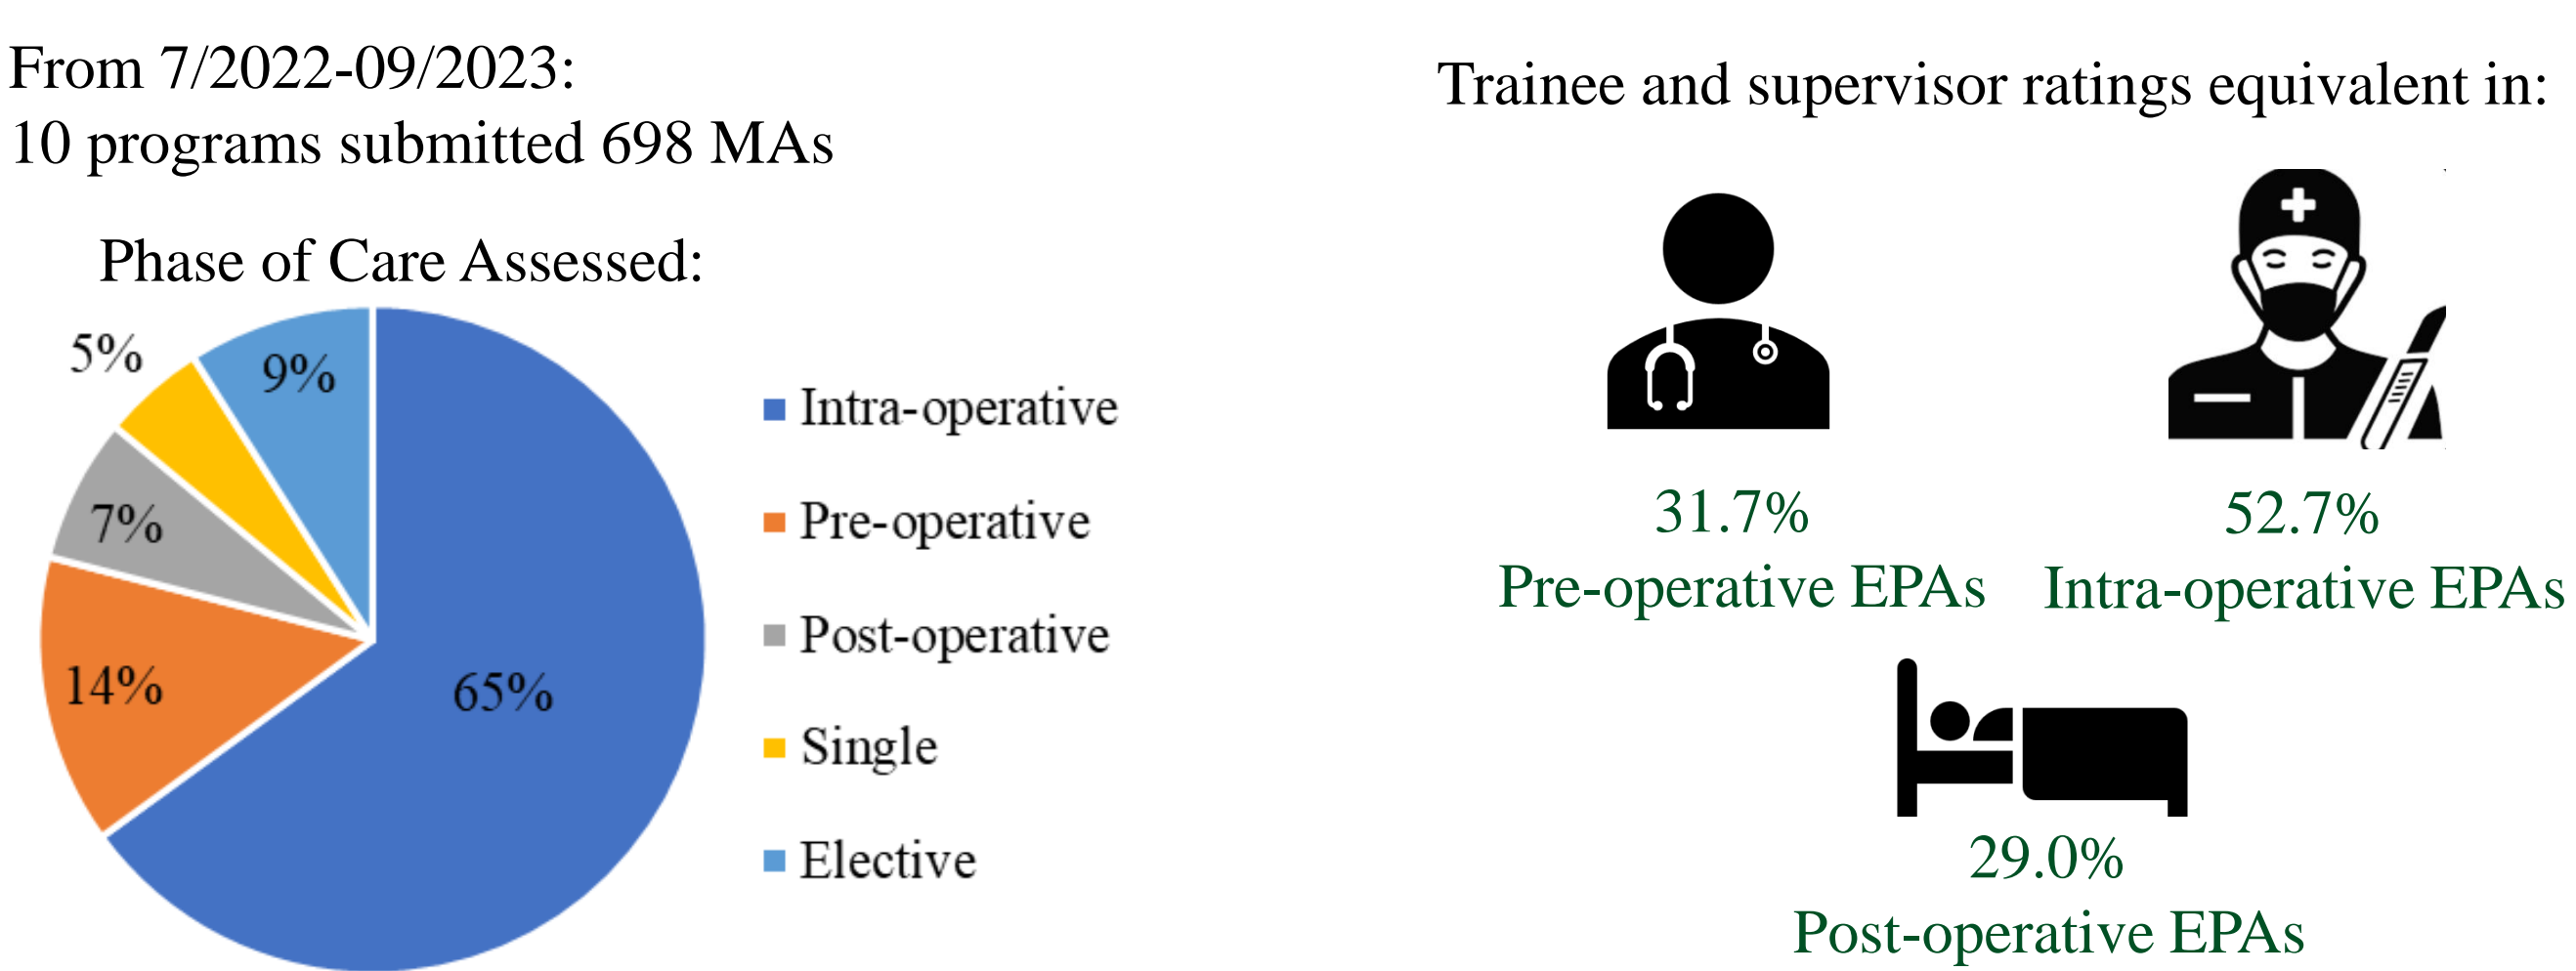 From 7/2022-09/2023:
10 programs submitted 698 MAs
Phase of Care Assessed:
5%
9%
7%
14%
65%
Intra-operative
Pre-operative
Post-operative
Single
Elective
Trainee and supervisor ratings equivalent in:
31.7%
Pre-operative EPAs
52.7%
Intra-operative EPAs
29.0%
Post-operative EPAs